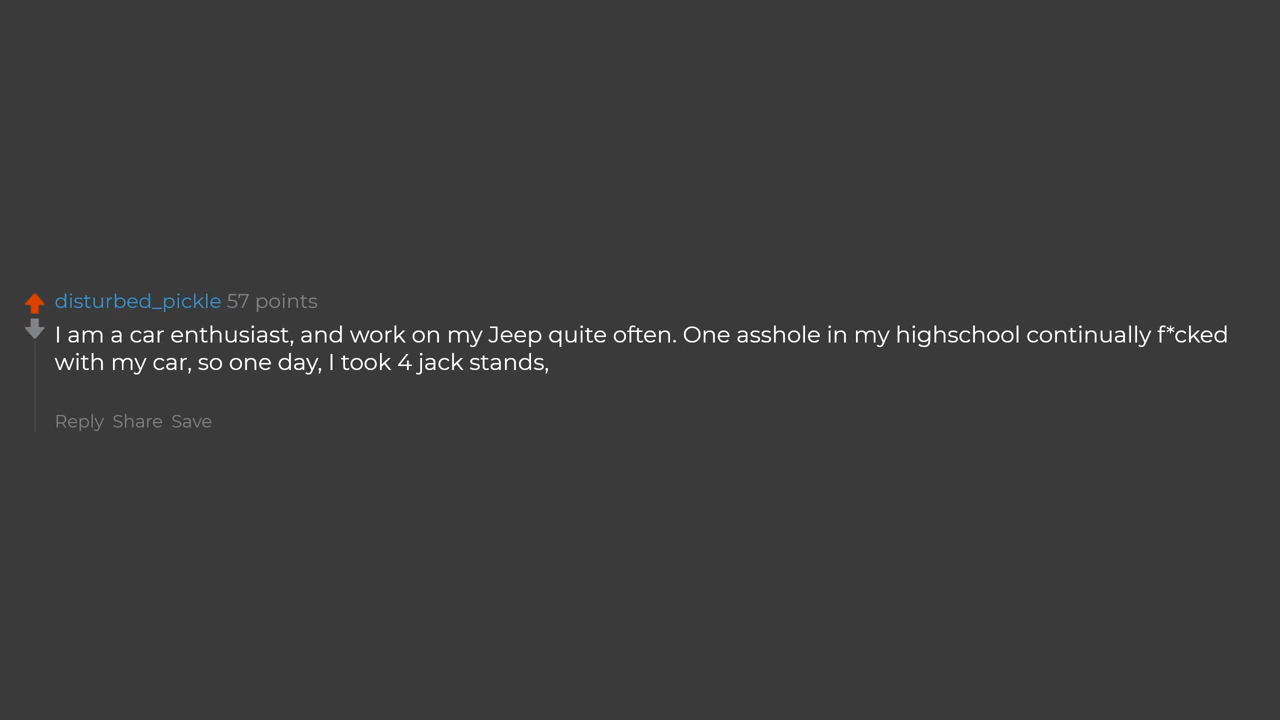 disturbed_pickle 57 points
I am a car enthusiast, and work on my Jeep quite often. One asshole in my highschool continually f*cked
with my car, so one day, I took 4 jack stands,
Reply Share Save